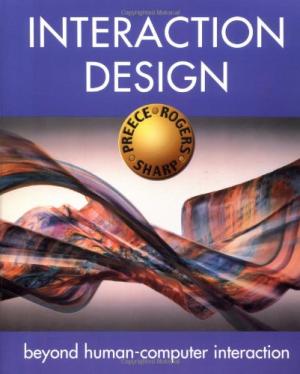 INTERACTION
DESIGN
PREECE • ROGERS
SHARP
beyond human-computer interaction